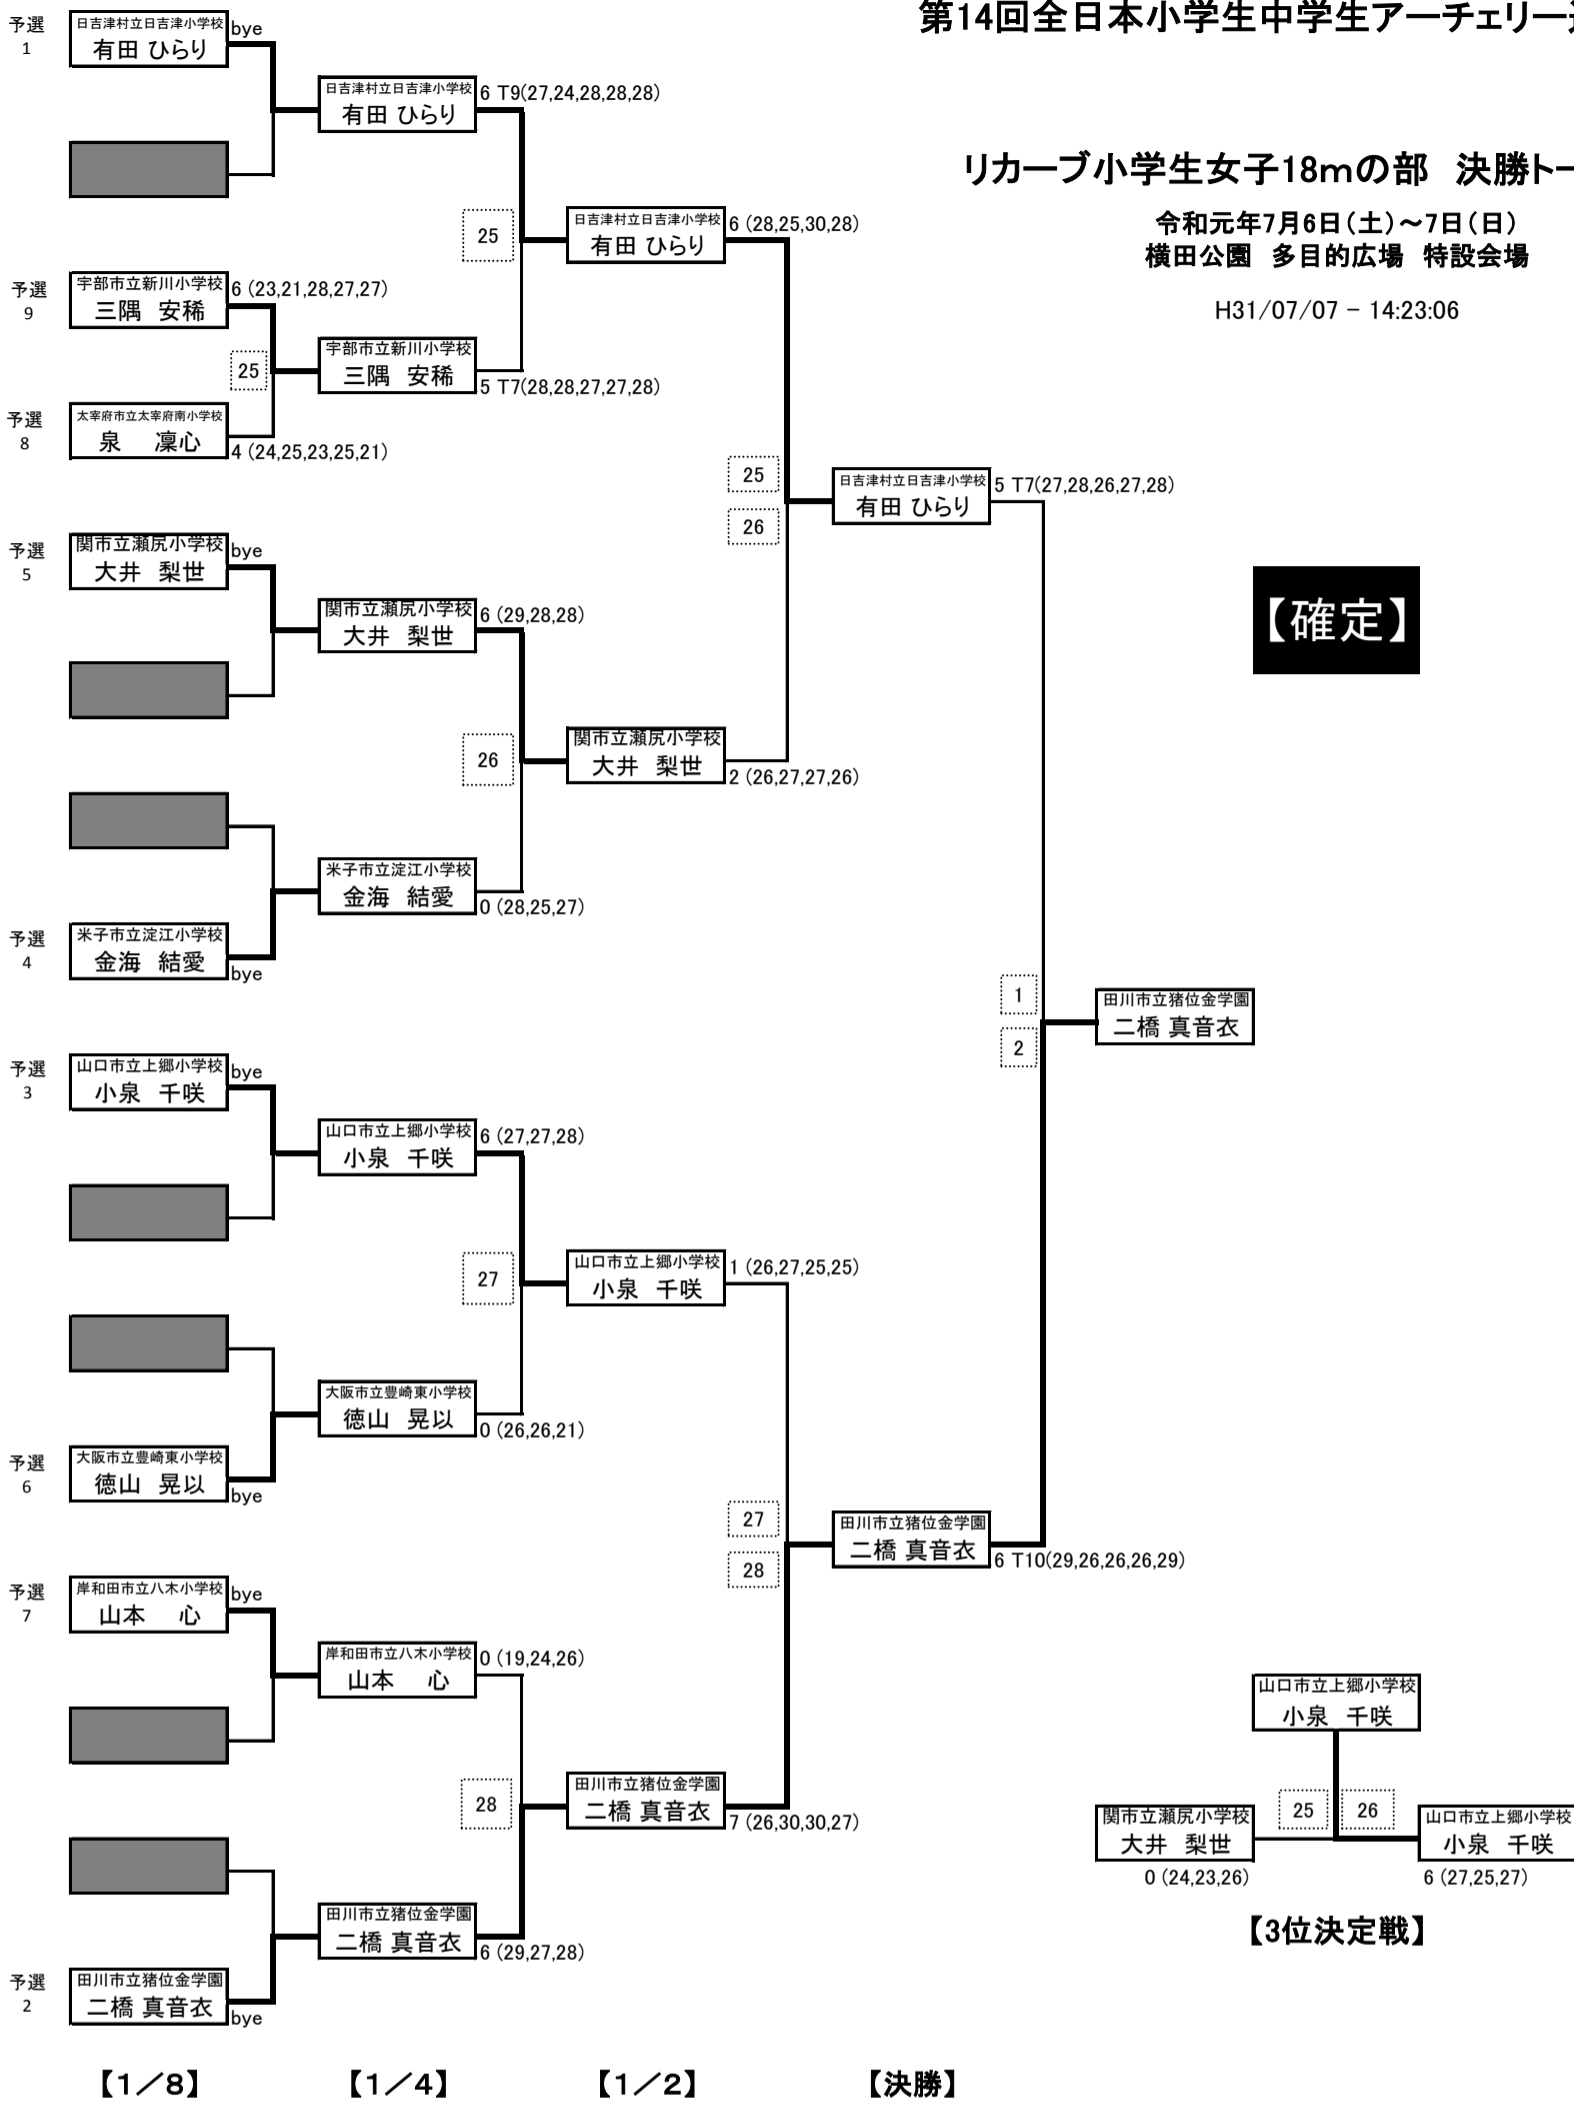 第14回全日本小学生中学生アーチェリー
リカーブ小学生女子18mの部　決勝トー
令和元年7月6日(土)～7日(日)
横田公園　多目的広場　特設会場
H31/07/07 - 14:23:06
【確定】
予選
1
日吉津村立日吉津小学校
有田 ひらり
bye
日吉津村立日吉津小学校
有田 ひらり
6 T9(27,24,28,28,28)
25
日吉津村立日吉津小学校
有田 ひらり
6 (28,25,30,28)
予選
9
宇部市立新川小学校
三隅　安稀
6 (23,21,28,27,27)
25
宇部市立新川小学校
三隅　安稀
5 T7(28,28,27,27,28)
予選
8
太宰府市立太宰府南小学校
泉　凜心
4 (24,25,23,25,21)
25
26
日吉津村立日吉津小学校
有田 ひらり
5 T7(27,28,26,27,28)
予選
5
関市立瀬尻小学校
大井　梨世
bye
関市立瀬尻小学校
大井　梨世
6 (29,28,28)
26
関市立瀬尻小学校
大井　梨世
2 (26,27,27,26)
米子市立淀江小学校
金海　結愛
0 (28,25,27)
予選
4
米子市立淀江小学校
金海　結愛
bye
1
2
田川市立猪位金学園
二橋 真音衣
予選
3
山口市立上郷小学校
小泉　千咲
bye
山口市立上郷小学校
小泉　千咲
6 (27,27,28)
27
山口市立上郷小学校
小泉　千咲
1 (26,27,25,25)
大阪市立豊崎東小学校
徳山　晃以
0 (26,26,21)
予選
6
大阪市立豊崎東小学校
徳山　晃以
bye
27
28
田川市立猪位金学園
二橋 真音衣
6 T10(29,26,26,26,29)
予選
7
岸和田市立八木小学校
山本　心
bye
岸和田市立八木小学校
山本　心
0 (19,24,26)
28
田川市立猪位金学園
二橋 真音衣
7 (26,30,30,27)
田川市立猪位金学園
二橋 真音衣
6 (29,27,28)
予選
2
田川市立猪位金学園
二橋 真音衣
bye
山口市立上郷小学校
小泉　千咲
25
26
関市立瀬尻小学校
大井　梨世
0 (24,23,26)
山口市立上郷小学校
小泉　千咲
6 (27,25,27)
【3位決定戦】
【1／8】
【1／4】
【1／2】
【決勝】